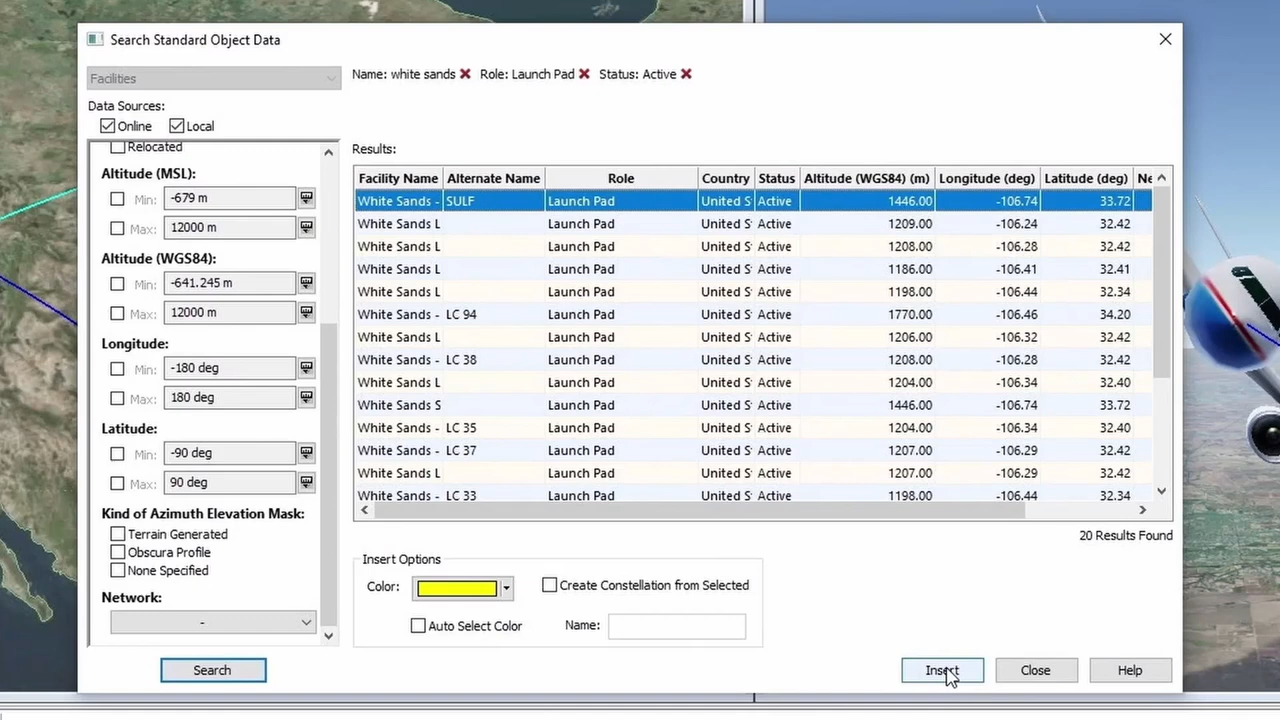 Search Standard Object Data
Facilities
Name: white sands Role: Launch Pad Status: Active
Data Sources:
Online Local
Relocated
Altitude (MSL):
Min: -679 m
Max: 12000 m
Altitude (WGS84):
Min: -641.245 m
Max: 12000 m
Longitude:
Min: -180 deg
Max: 180 deg
Latitude:
Min: -90 deg
Max: 90 deg
Kind of Azimuth Elevation Mask:
Terrain Generated
Obscura Profile
None Specified
Network:
-
Search
Results:
Facility Name Alternate Name Role Country Status Altitude (WGS84) (m) Longitude (deg) Latitude (deg) Ne
White Sands - SULF Launch Pad United S Active 1446.00 -106.74 33.72
White Sands L Launch Pad United S Active 1209.00 -106.24 32.42
White Sands L Launch Pad United S Active 1208.00 -106.28 32.42
White Sands L Launch Pad United S Active 1186.00 -106.41 32.41
White Sands L Launch Pad United S Active 1198.00 -106.44 32.34
White Sands - LC 94 Launch Pad United S Active 1770.00 -106.46 34.20
White Sands L Launch Pad United S Active 1206.00 -106.32 32.42
White Sands - LC 38 Launch Pad United S Active 1208.00 -106.28 32.42
White Sands L Launch Pad United S Active 1204.00 -106.34 32.40
White Sands S Launch Pad United S Active 1446.00 -106.74 33.72
White Sands - LC 35 Launch Pad United S Active 1204.00 -106.34 32.40
White Sands - LC 37 Launch Pad United S Active 1207.00 -106.29 32.42
White Sands L Launch Pad United S Active 1207.00 -106.29 32.42
White Sands - LC 33 Launch Pad United S Active 1198.00 -106.44 32.34
20 Results Found
Insert Options
Color:
Create Constellation from Selected
Auto Select Color
Name:
Insert Close Help